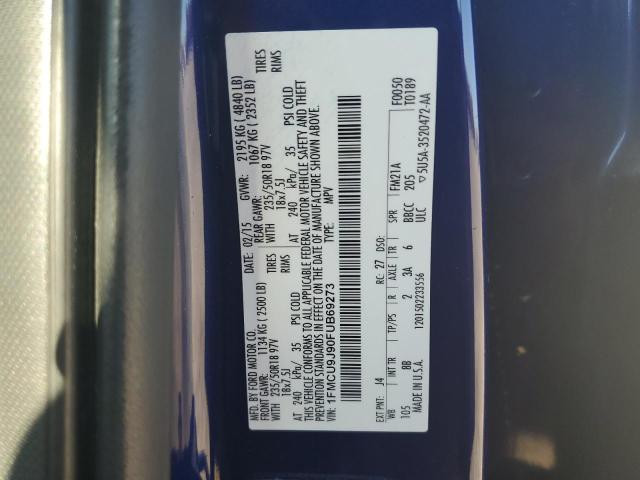 MFD. BY FORD MOTOR CO.
DATE: 02/15 GVWR: 2195 KG ( 4840 LB)
FRONT GAWR: 1134 KG ( 2500 LB) REAR GAWR: 1067 KG ( 2352 LB)
WITH 235/50R18 97V TIRES WITH 235/50R18 97V TIRES
18x7.5J RIMS 18x7.5J RIMS
AT 240 kPa/ 35 PSI COLD AT 240 kPa/ 35 PSI COLD
THIS VEHICLE CONFORMS TO ALL APPLICABLE FEDERAL MOTOR VEHICLE SAFETY AND THEFT
PREVENTION STANDARDS IN EFFECT ON THE DATE OF MANUFACTURE SHOWN ABOVE.
VIN: 1FMCU9J90FUB69273 TYPE: MPV
EXT PNT: J4 RC: 27 DSO: F0050
WB INT TR TP/PS R AXLE TR SPR FM21A T0189
105 8B 2 3A 6 BBCC 205
MADE IN U.S.A. 1201502233556 ULC ▽5U5A-3520472-AA